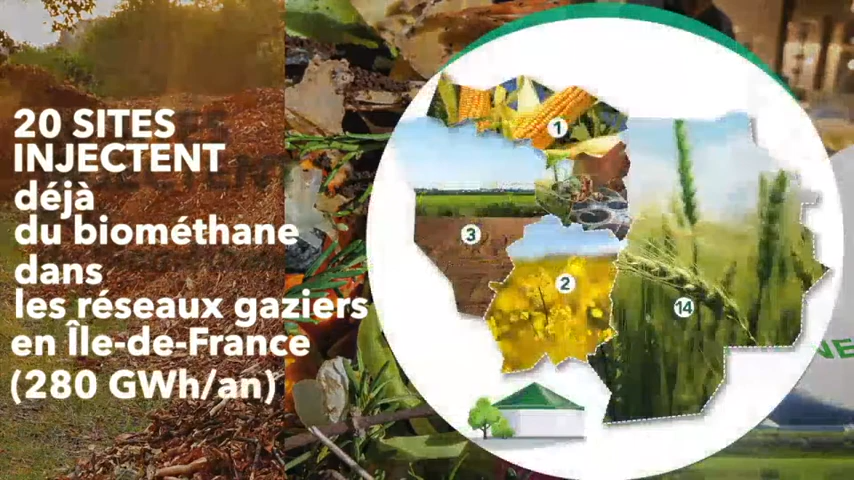 20 SITES
INJECTENT
déjà
du biométhane
dans
les réseaux gaziers
en Île-de-France
(280 GWh/an)
1
3
2
14